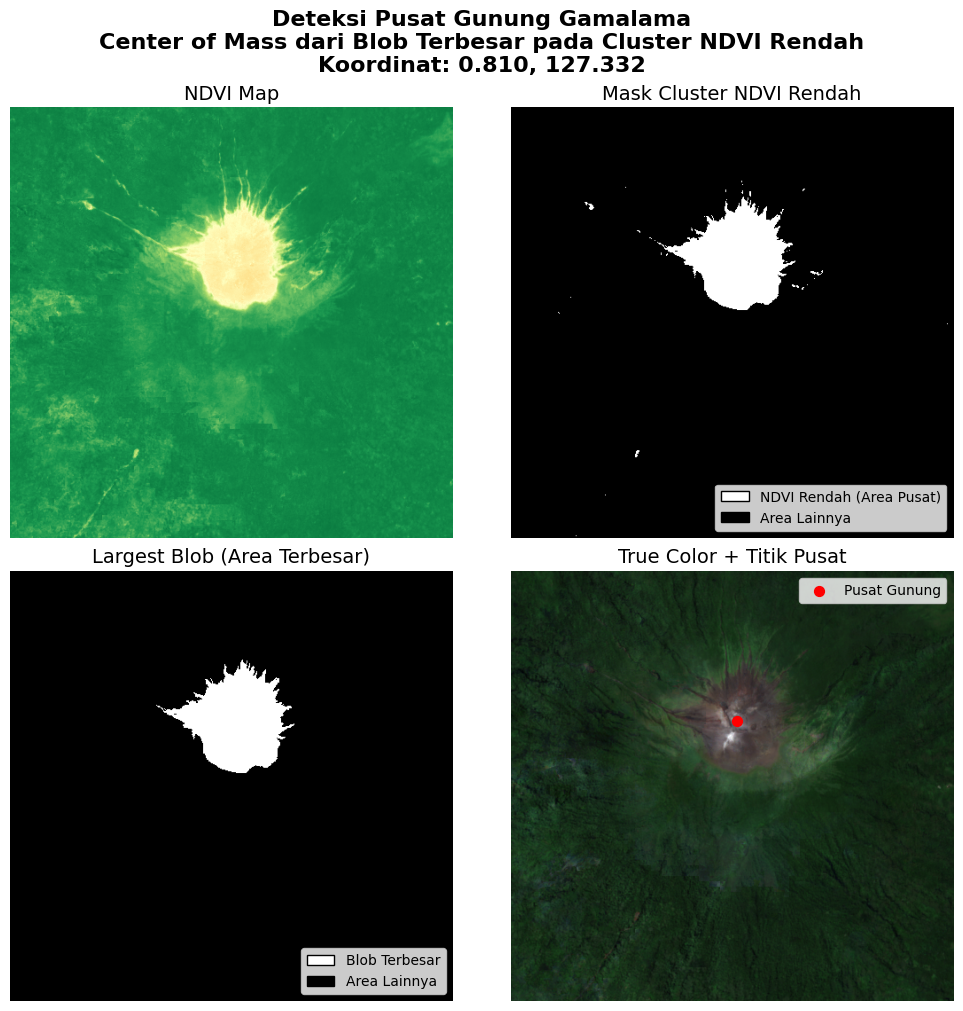 Deteksi Pusat Gunung Gamalama
Center of Mass dari Blob Terbesar pada Cluster NDVI Rendah
Koordinat: 0.810, 127.332
NDVI Map
Mask Cluster NDVI Rendah
NDVI Rendah (Area Pusat)
Area Lainnya
Largest Blob (Area Terbesar)
True Color + Titik Pusat
Pusat Gunung
Blob Terbesar
Area Lainnya